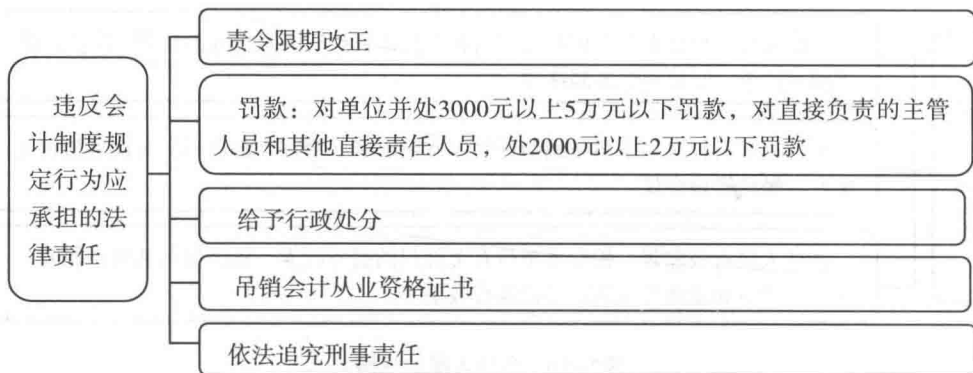 违反会
计制度规
定行为应
承担的法
律责任
责令限期改正
罚款：对单位并处3000元以上5万元以下罚款，对直接负责的主管
人员和其他直接责任人员，处2000元以上2万元以下罚款
给予行政处分
吊销会计从业资格证书
依法追究刑事责任